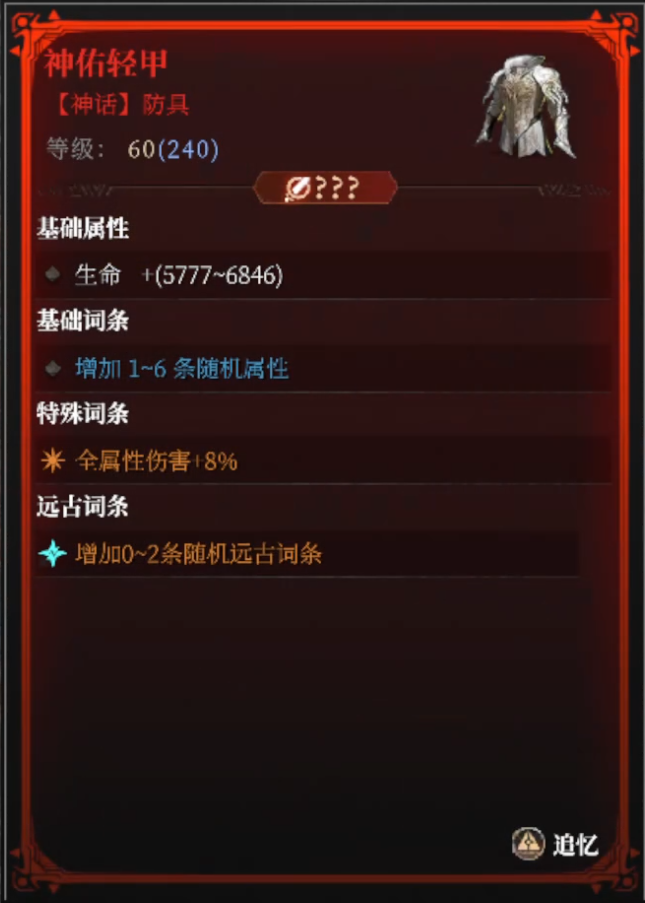 神佑轻甲
【神话】防具
等级： 60(240)
???
基础属性
生命 +(5777~6846)
基础词条
增加 1~6 条随机属性
特殊词条
全属性伤害+8%
远古词条
增加0~2条随机远古词条
追忆